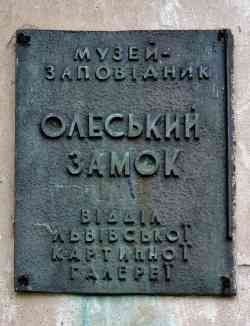 МУЗЕЙ-
ЗАПОВІДНИК
ОЛЕСЬКИЙ
ЗАМОК
ВІДДІЛ
ЛЬВІВСЬКОЇ
КАРТИННОЇ
ГАЛЕРЕЇ